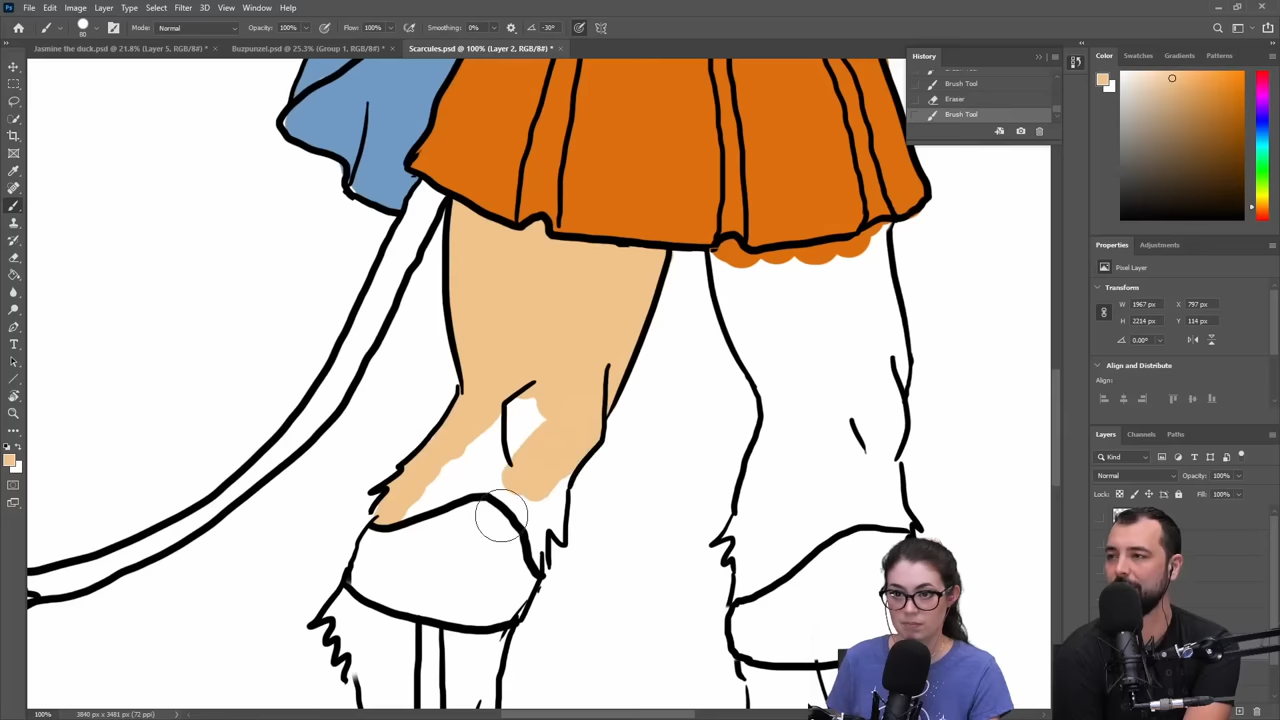 File Edit Image Layer Type Select Filter 3D View Window Help
80 Mode: Normal Opacity: 100% Flow: 100% Smoothing: 0% -30°
Jasmine the duck.psd @ 21.8% (Layer 5, RGB/8#) * × Buzpunzel.psd @ 25.3% (Group 1, RGB/8#) * × Scarcules.psd @ 100% (Layer 2, RGB/8#) * ×
History
Brush Tool
Eraser
Brush Tool
Color Swatches Gradients Patterns
Properties Adjustments
Pixel Layer
Transform
W 1967 px X 797 px
H 2214 px Y 114 px
0.00°
Align and Distribute
Align:
Layers Channels Paths
Kind
Normal Opacity: 100%
Lock: Fill: 100%
100% 3840 px x 3481 px (72 ppi)